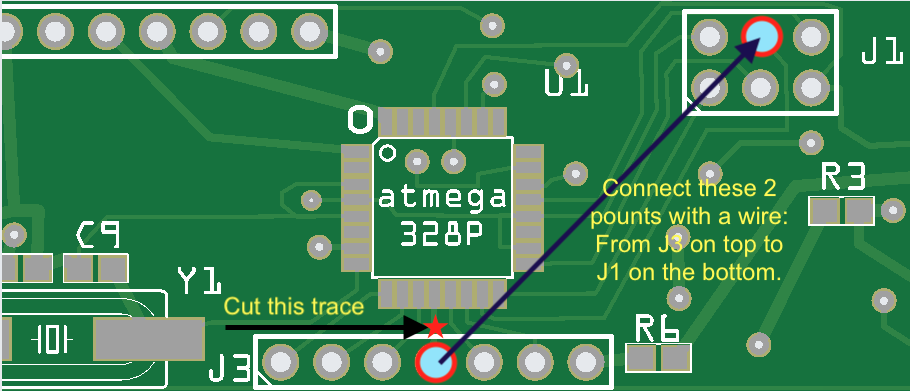 J1
U1
O
atmega
328P
Connect these 2
pounts with a wire:
From J3 on top to
J1 on the bottom.
R3
C9
Y1
Cut this trace
J3
R6